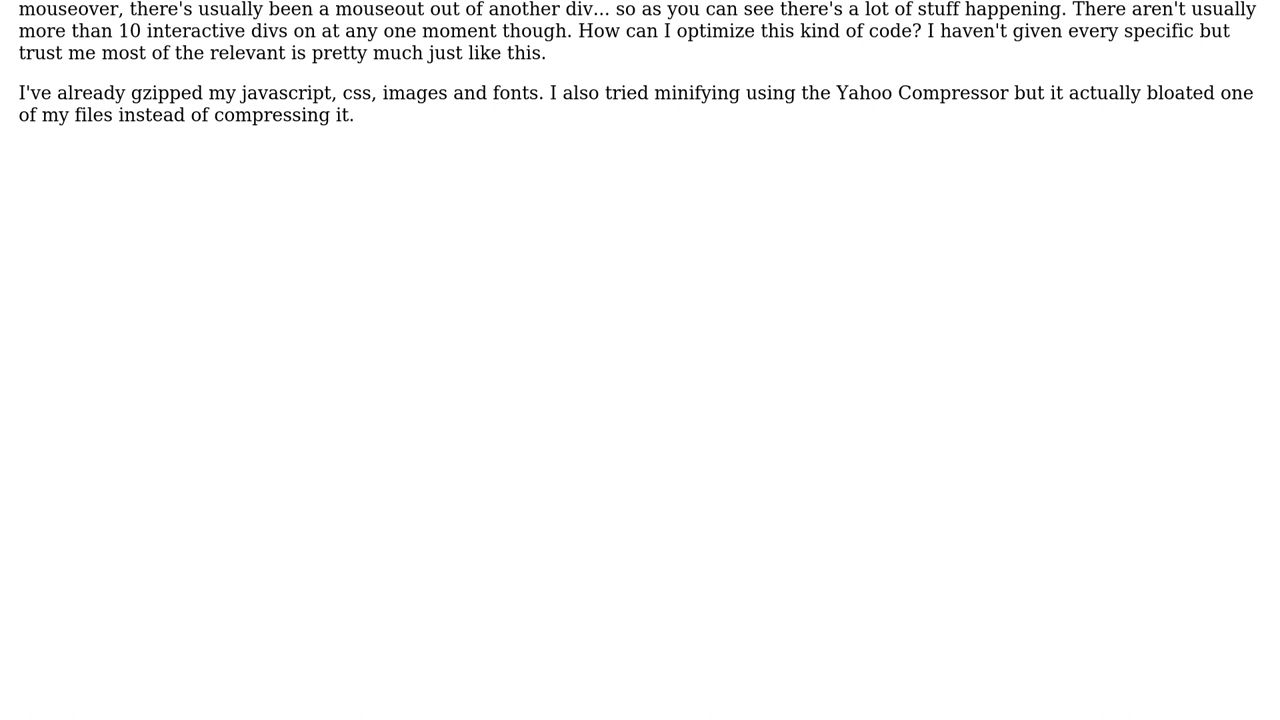 mouseover, there's usually been a mouseout out of another div... so as you can see there's a lot of stuff happening. There aren't usually
more than 10 interactive divs on at any one moment though. How can I optimize this kind of code? I haven't given every specific but
trust me most of the relevant is pretty much just like this.
I've already gzipped my javascript, css, images and fonts. I also tried minifying using the Yahoo Compressor but it actually bloated one
of my files instead of compressing it.